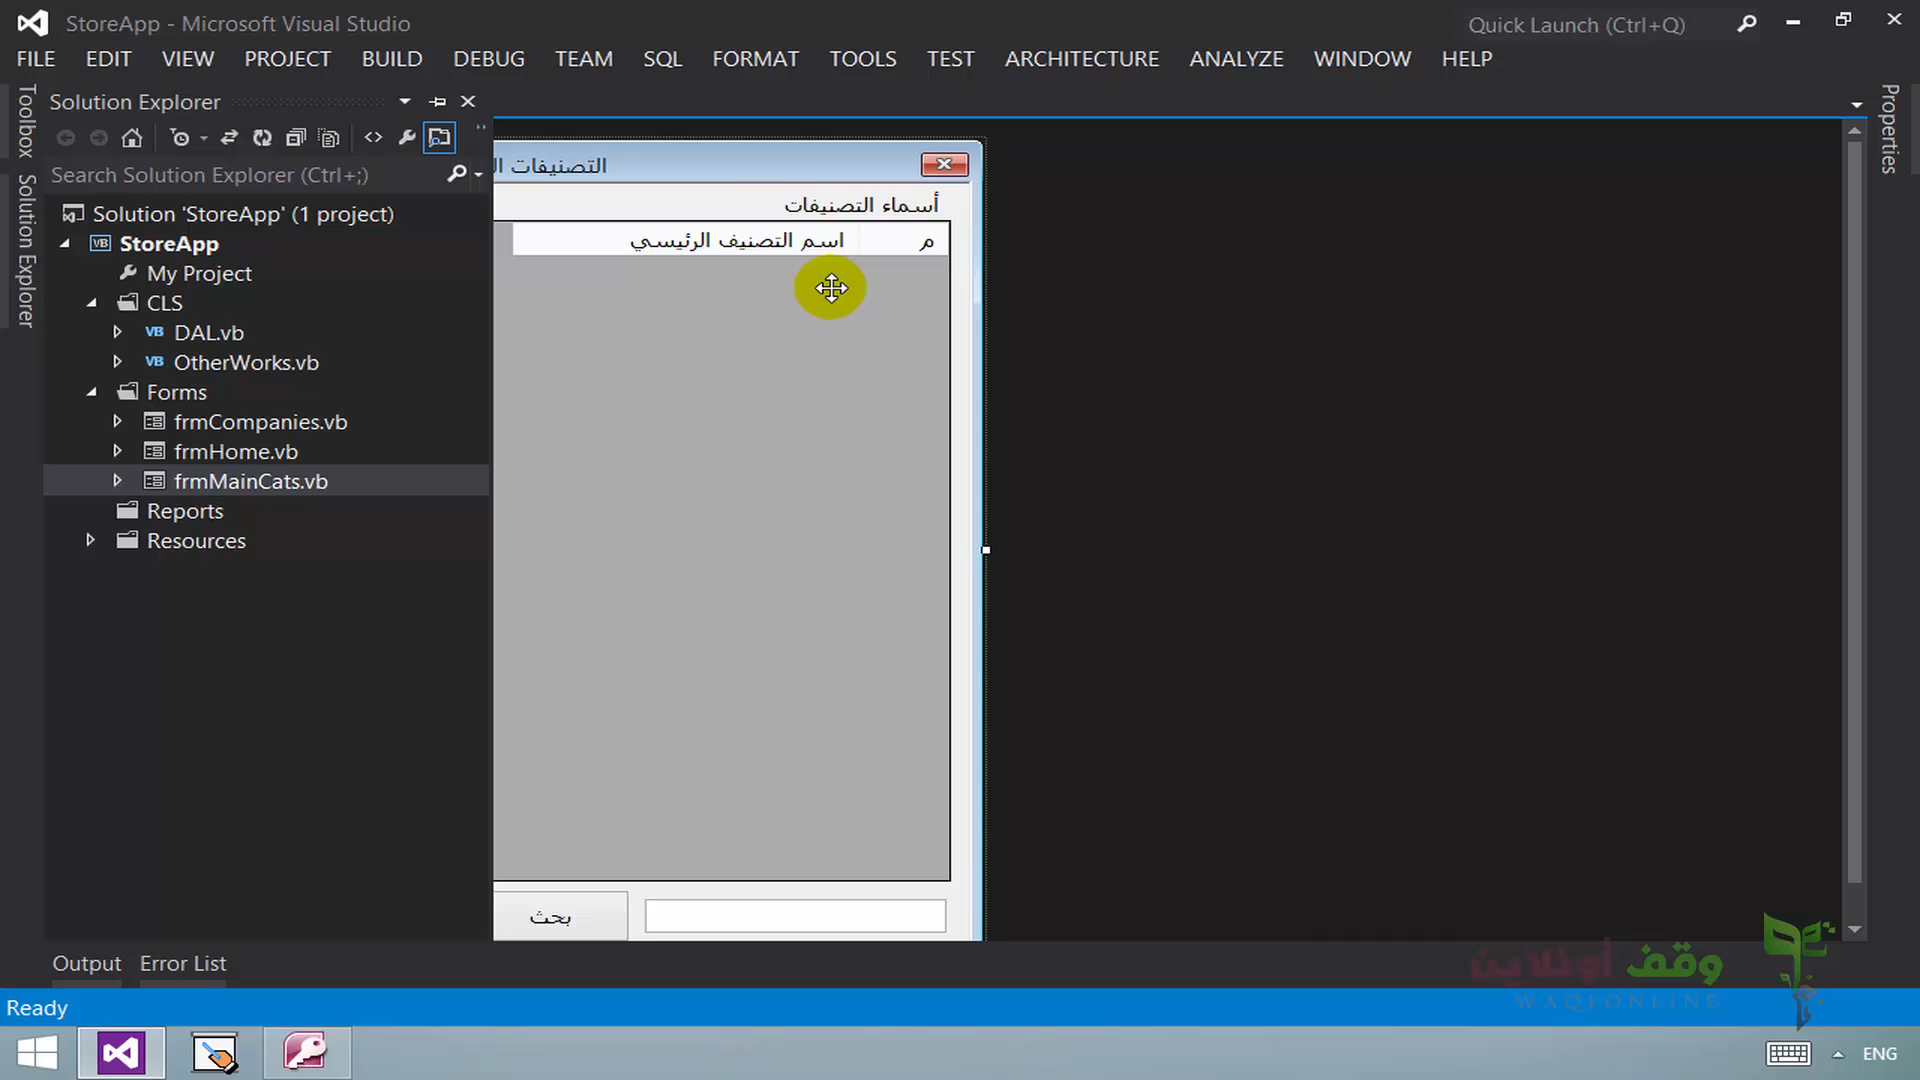 StoreApp - Microsoft Visual Studio
Quick Launch (Ctrl+Q)
FILE EDIT VIEW PROJECT BUILD DEBUG TEAM SQL FORMAT TOOLS TEST ARCHITECTURE ANALYZE WINDOW HELP
Toolbox
Solution Explorer
Solution Explorer
Search Solution Explorer (Ctrl+;)
Solution 'StoreApp' (1 project)
StoreApp
My Project
CLS
DAL.vb
OtherWorks.vb
Forms
frmCompanies.vb
frmHome.vb
frmMainCats.vb
Reports
Resources
التصنيفات
أسماء التصنيفات
م
اسم التصنيف الرئيسي
بحث
Properties
Output Error List
وقف أونلاين
WAQFONLINE
Ready
ENG